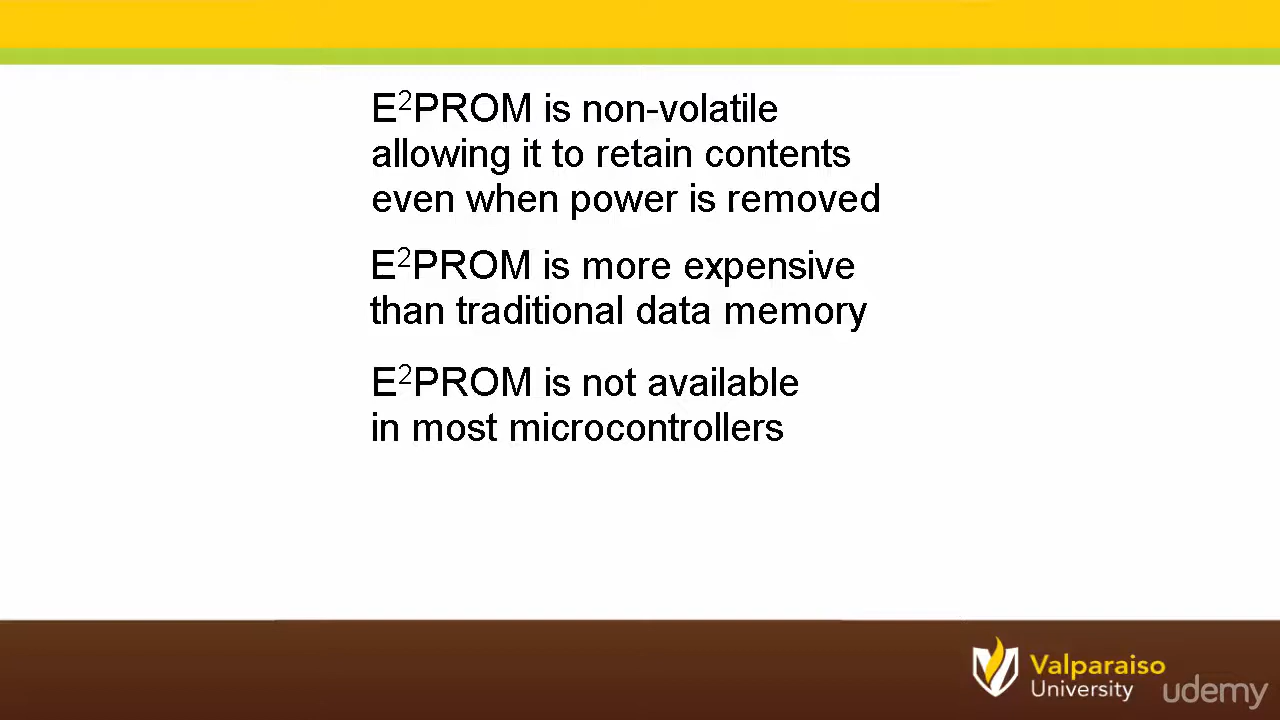 E²PROM is non-volatile
allowing it to retain contents
even when power is removed
E²PROM is more expensive
than traditional data memory
E²PROM is not available
in most microcontrollers
Valparaiso
University
udemy